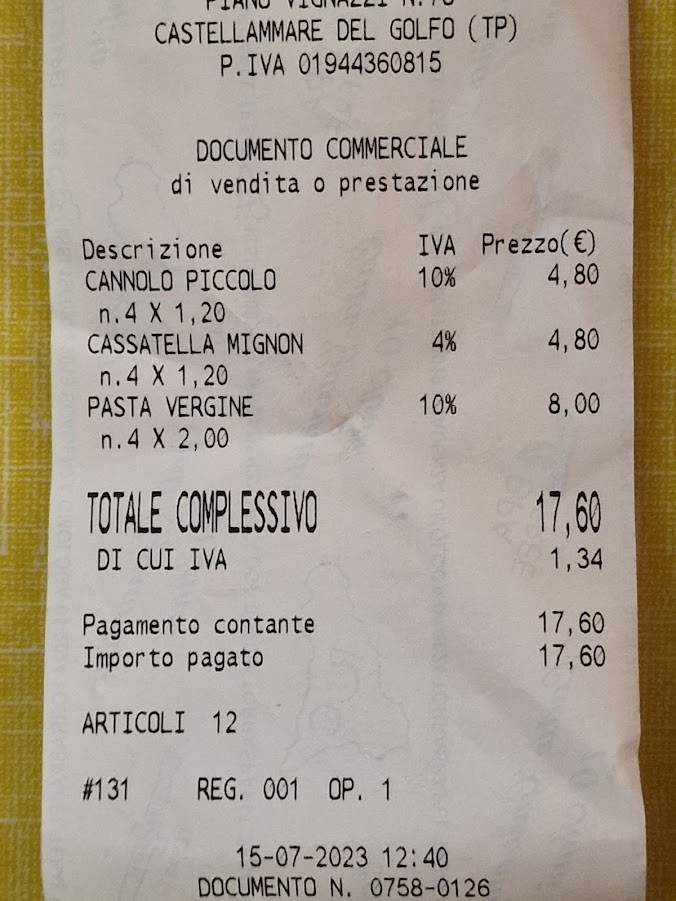 CASTELLAMMARE DEL GOLFO (TP)
P.IVA 01944360815
DOCUMENTO COMMERCIALE
di vendita o prestazione
Descrizione IVA Prezzo(€)
CANNOLO PICCOLO 10% 4,80
n.4 X 1,20
CASSATELLA MIGNON 4% 4,80
n.4 X 1,20
PASTA VERGINE 10% 8,00
n.4 X 2,00
TOTALE COMPLESSIVO 17,60
DI CUI IVA 1,34
Pagamento contante 17,60
Importo pagato 17,60
ARTICOLI 12
#131 REG. 001 OP. 1
15-07-2023 12:40
DOCUMENTO N. 0758-0126